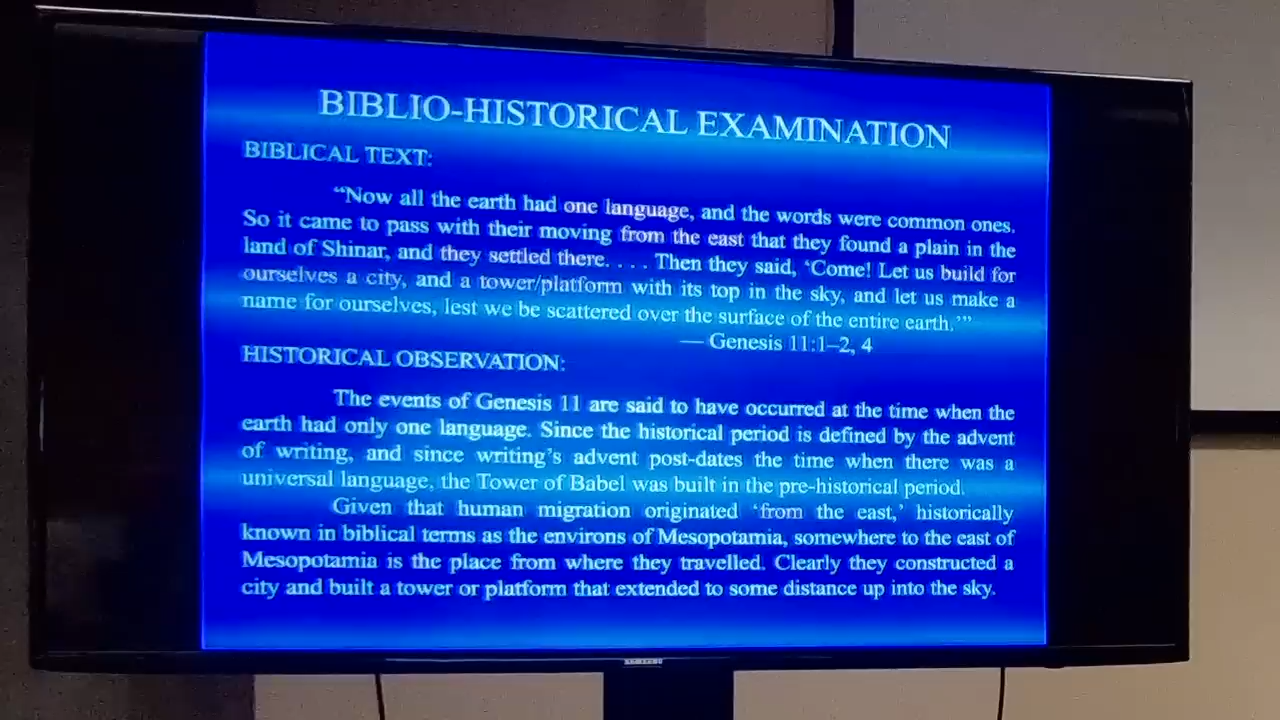 BIBLIO-HISTORICAL EXAMINATION
BIBLICAL TEXT:
“Now all the earth had one language, and the words were common ones.
So it came to pass with their moving from the east that they found a plain in the
land of Shinar, and they settled there. . . . Then they said, ‘Come! Let us build for
ourselves a city, and a tower/platform with its top in the sky, and let us make a
name for ourselves, lest we be scattered over the surface of the entire earth.’”
— Genesis 11:1–2, 4
HISTORICAL OBSERVATION:
The events of Genesis 11 are said to have occurred at the time when the
earth had only one language. Since the historical period is defined by the advent
of writing, and since writing’s advent post-dates the time when there was a
universal language, the Tower of Babel was built in the pre-historical period.
Given that human migration originated ‘from the east,’ historically
known in biblical terms as the environs of Mesopotamia, somewhere to the east of
Mesopotamia is the place from where they travelled. Clearly they constructed a
city and built a tower or platform that extended to some distance up into the sky.
SAMSUNG